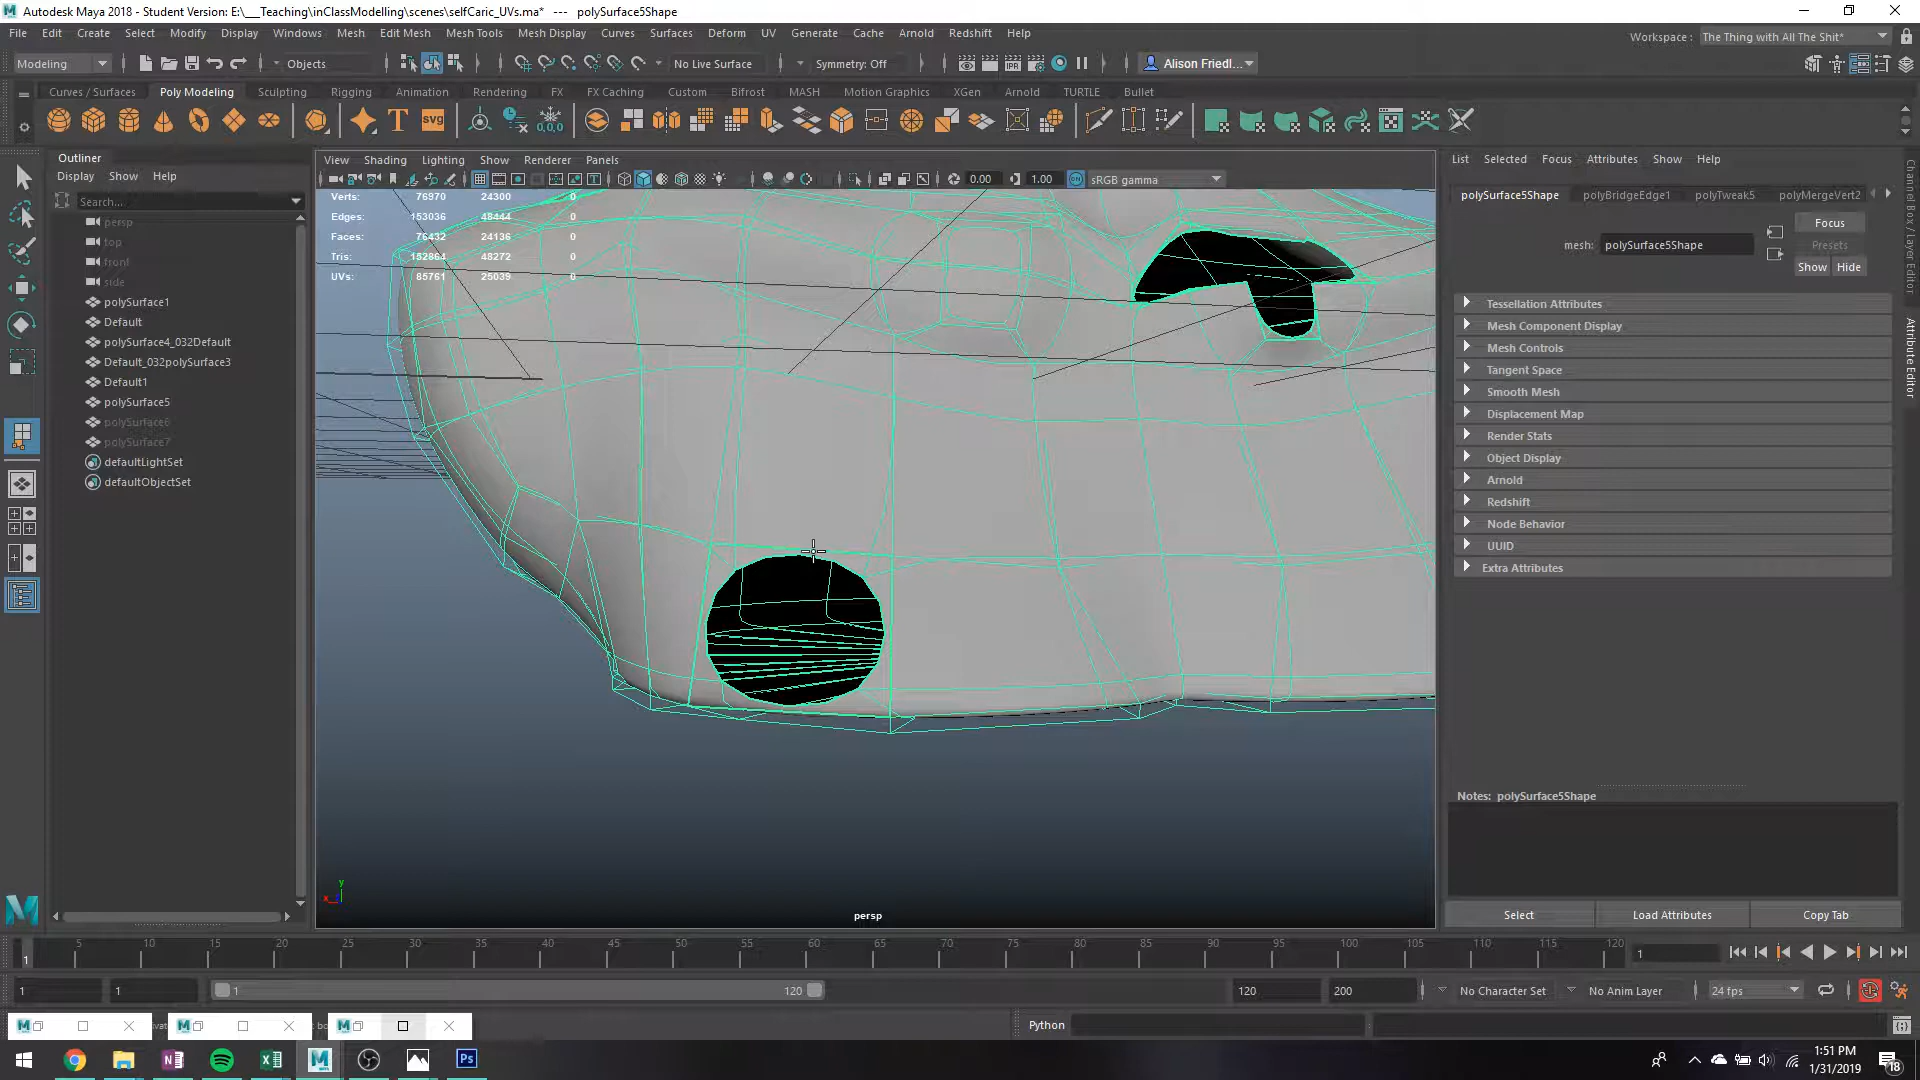 Autodesk Maya 2018 - Student Version: E:\___Teaching\inClassModelling\scenes\selfCaric_UVs.ma*   ---   polySurface5Shape
File Edit Create Select Modify Display Windows Mesh Edit Mesh Mesh Tools Mesh Display Curves Surfaces Deform UV Generate Cache Arnold Redshift Help
Workspace : The Thing with All The Shit*
Modeling Objects No Live Surface Symmetry: Off Alison Friedl...
Curves / Surfaces Poly Modeling Sculpting Rigging Animation Rendering FX FX Caching Custom Bifrost MASH Motion Graphics XGen Arnold TURTLE Bullet
T svg 0,0,0
Outliner
Display Show Help
Search...
persp
top
front
side
polySurface1
Default
polySurface4_032Default
Default_032polySurface3
Default1
polySurface5
polySurface6
polySurface7
defaultLightSet
defaultObjectSet
View Shading Lighting Show Renderer Panels
0.00 1.00 ON sRGB gamma
Verts: 76970 24300 0
Edges: 153036 48444 0
Faces: 76432 24136 0
Tris: 152864 48272 0
UVs: 85761 25039 0
y
x
persp
List Selected Focus Attributes Show Help
polySurface5Shape polyBridgeEdge1 polyTweak5 polyMergeVert2
mesh: polySurface5Shape
Focus
Presets
Show Hide
Tessellation Attributes
Mesh Component Display
Mesh Controls
Tangent Space
Smooth Mesh
Displacement Map
Render Stats
Object Display
Arnold
Redshift
Node Behavior
UUID
Extra Attributes
Notes: polySurface5Shape
Select Load Attributes Copy Tab
Channel Box / Layer Editor
Attribute Editor
5 10 15 20 25 30 35 40 45 50 55 60 65 70 75 80 85 90 95 100 105 110 115 120
1
1
1 1 1 120 120 200 No Character Set No Anim Layer 24 fps
Python
1:51 PM
1/31/2019
18
Ps